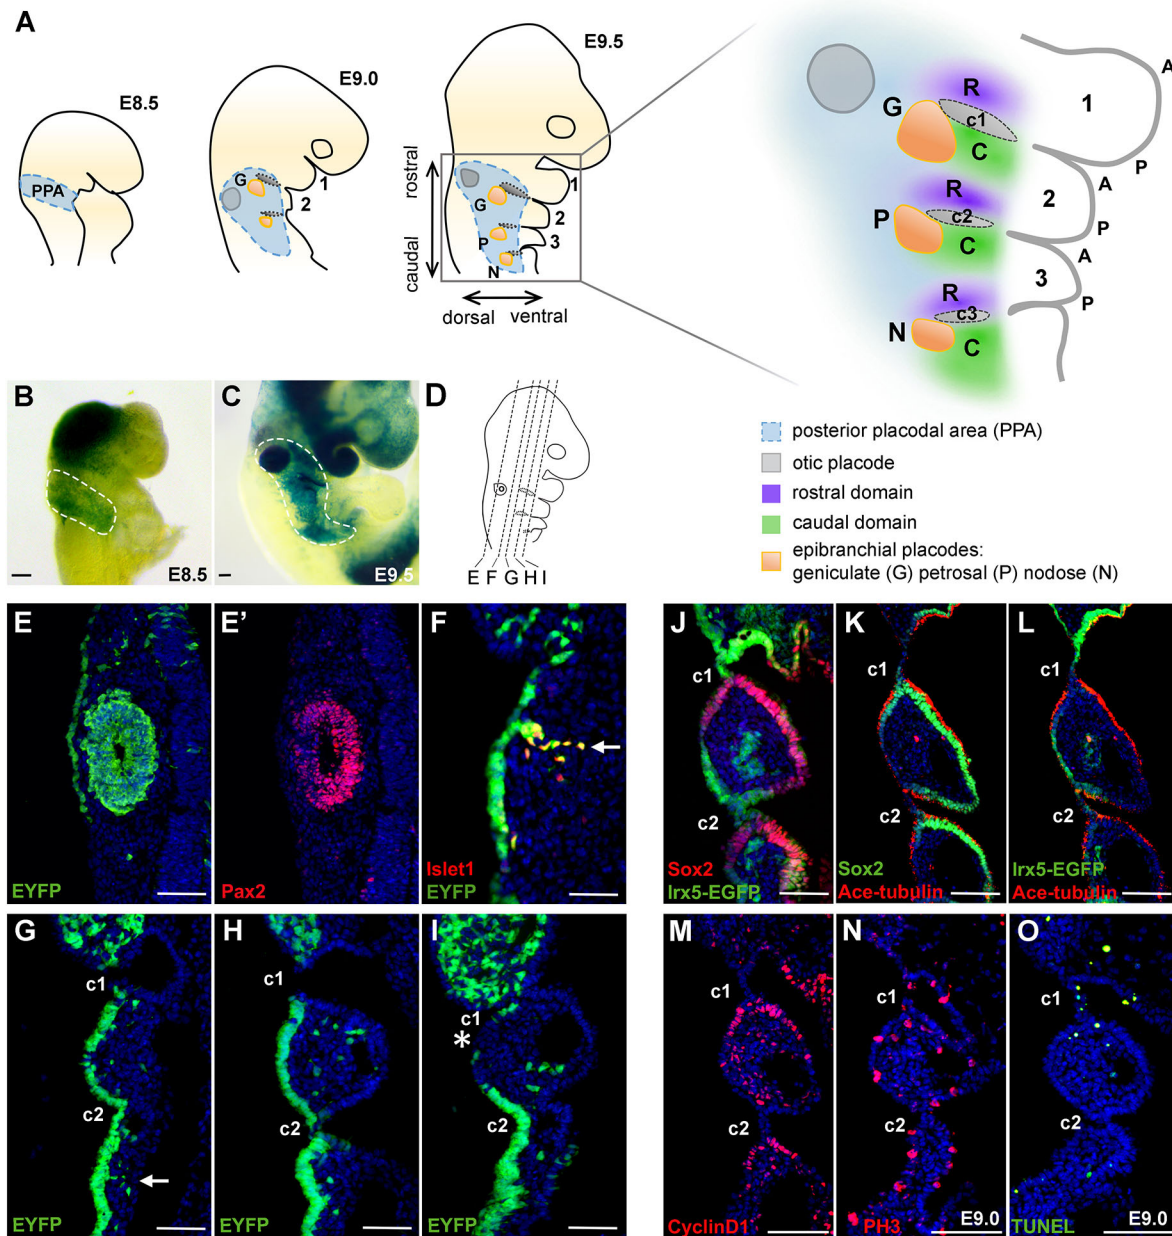 A
E8.5
PPA
E9.0
G
1
2
E9.5
rostral
caudal
G
P
N
1
2
3
dorsal
ventral
G
R
c1
C
1
A
P
P
R
c2
C
2
A
P
N
R
c3
C
3
A
P
B
E8.5
C
E9.5
D
E F G H I
posterior placodal area (PPA)
otic placode
rostral domain
caudal domain
epibranchial placodes:
geniculate (G) petrosal (P) nodose (N)
E
EYFP
E’
Pax2
F
Islet1
EYFP
J
c1
c2
Sox2
Irx5-EGFP
K
c1
c2
Sox2
Ace-tubulin
L
c1
c2
Irx5-EGFP
Ace-tubulin
G
c1
c2
EYFP
H
c1
c2
EYFP
I
c1
*
c2
EYFP
M
c1
c2
CyclinD1
N
c1
c2
PH3
E9.0
O
c1
c2
TUNEL
E9.0